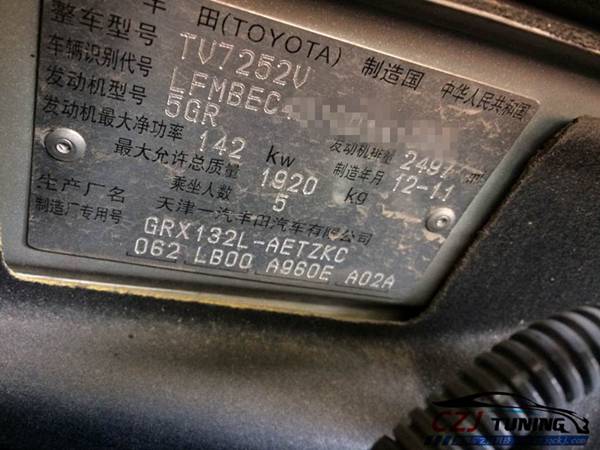 丰田(TOYOTA) 制造国 中华人民共和国
整车型号 TV7252V
车辆识别代号 LFMBEC
发动机型号 5GR 发动机排量 2497
发动机最大净功率 142 kw 制造年月 12-11
最大允许总质量 1920 kg
乘坐人数 5
生产厂名 天津一汽丰田汽车有限公司
制造厂专用号 GRX132L-AETZKC
062 LB00 A960E A02A
CZJ TUNING